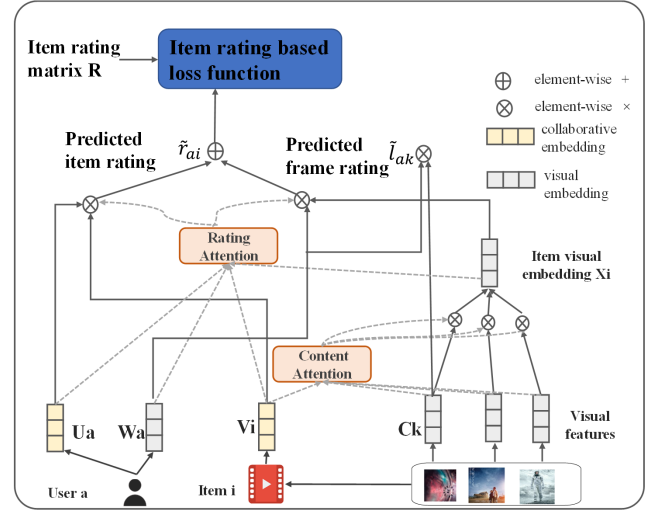 Item rating
matrix R
Item rating based
loss function
element-wise +
element-wise ×
collaborative
embedding
visual
embedding
Predicted
item rating
r̃ai
Predicted
frame rating
l̃ak
Rating
Attention
Item visual
embedding Xi
Content
Attention
Ua
Wa
Vi
Ck
Visual
features
User a
Item i